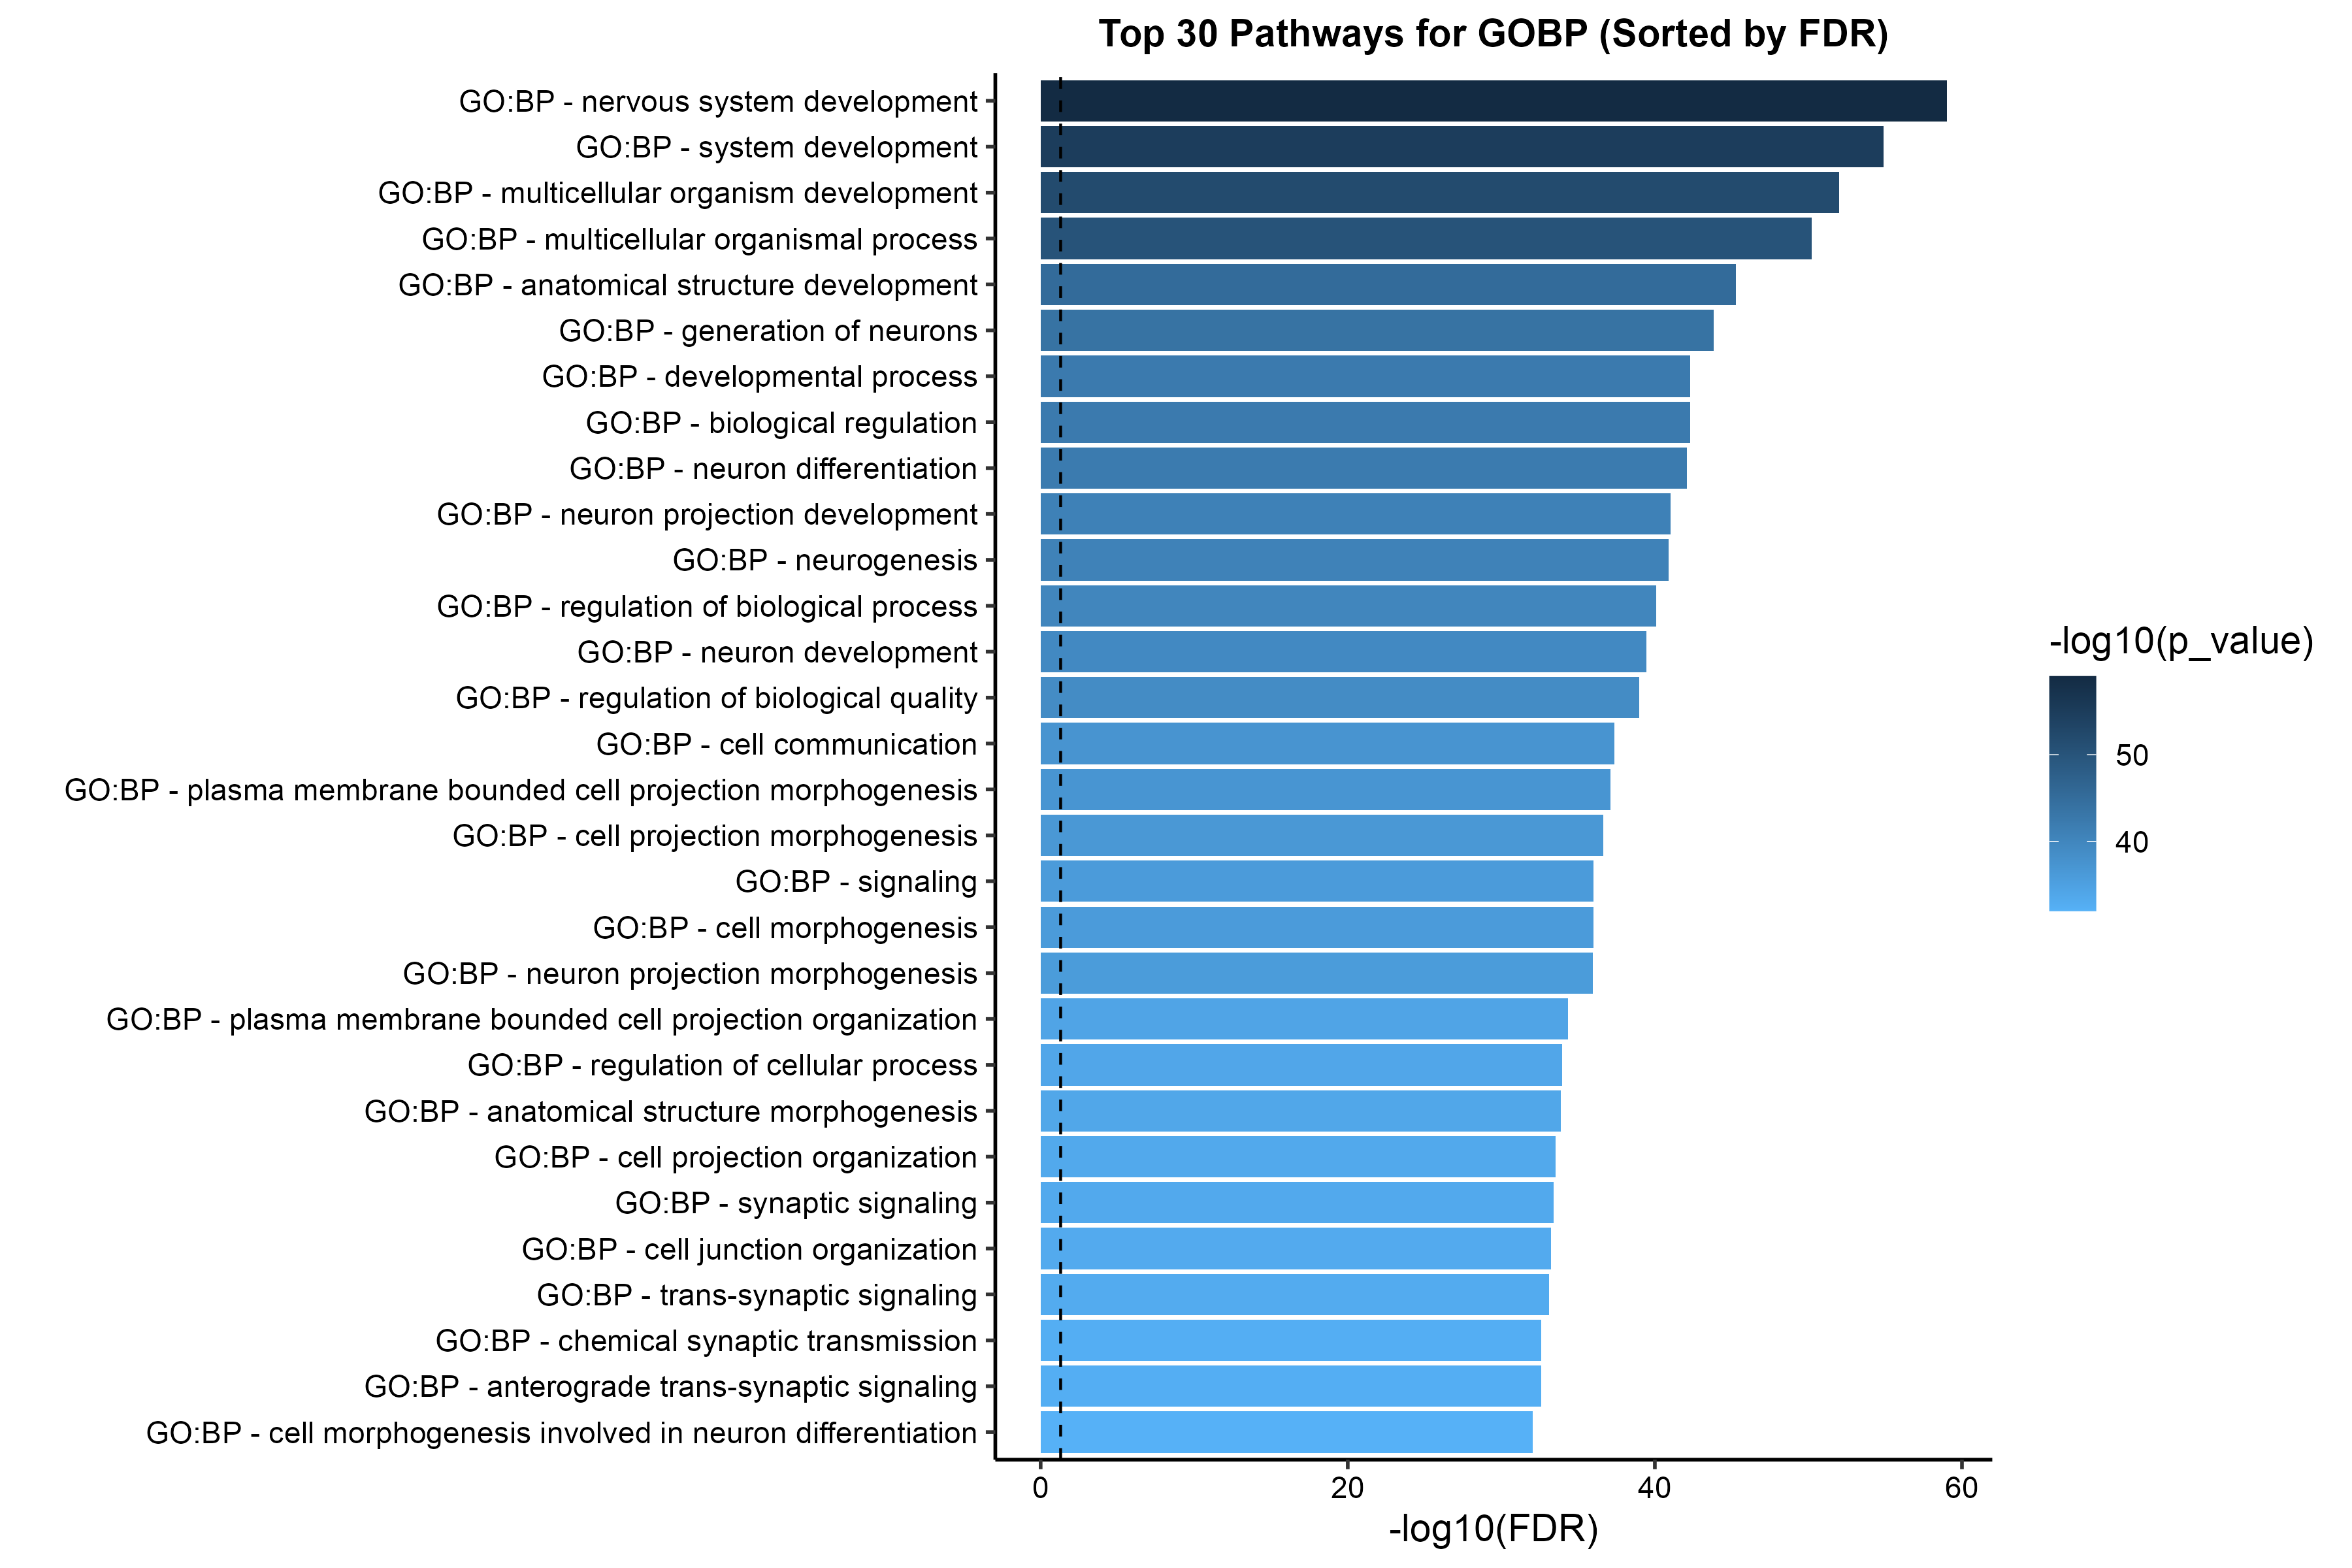 Top 30 Pathways for GOBP (Sorted by FDR)
GO:BP - nervous system development
GO:BP - system development
GO:BP - multicellular organism development
GO:BP - multicellular organismal process
GO:BP - anatomical structure development
GO:BP - generation of neurons
GO:BP - developmental process
GO:BP - biological regulation
GO:BP - neuron differentiation
GO:BP - neuron projection development
GO:BP - neurogenesis
GO:BP - regulation of biological process
GO:BP - neuron development
GO:BP - regulation of biological quality
GO:BP - cell communication
GO:BP - plasma membrane bounded cell projection morphogenesis
GO:BP - cell projection morphogenesis
GO:BP - signaling
GO:BP - cell morphogenesis
GO:BP - neuron projection morphogenesis
GO:BP - plasma membrane bounded cell projection organization
GO:BP - regulation of cellular process
GO:BP - anatomical structure morphogenesis
GO:BP - cell projection organization
GO:BP - synaptic signaling
GO:BP - cell junction organization
GO:BP - trans-synaptic signaling
GO:BP - chemical synaptic transmission
GO:BP - anterograde trans-synaptic signaling
GO:BP - cell morphogenesis involved in neuron differentiation
0 20 40 60
-log10(FDR)
-log10(p_value)
50
40